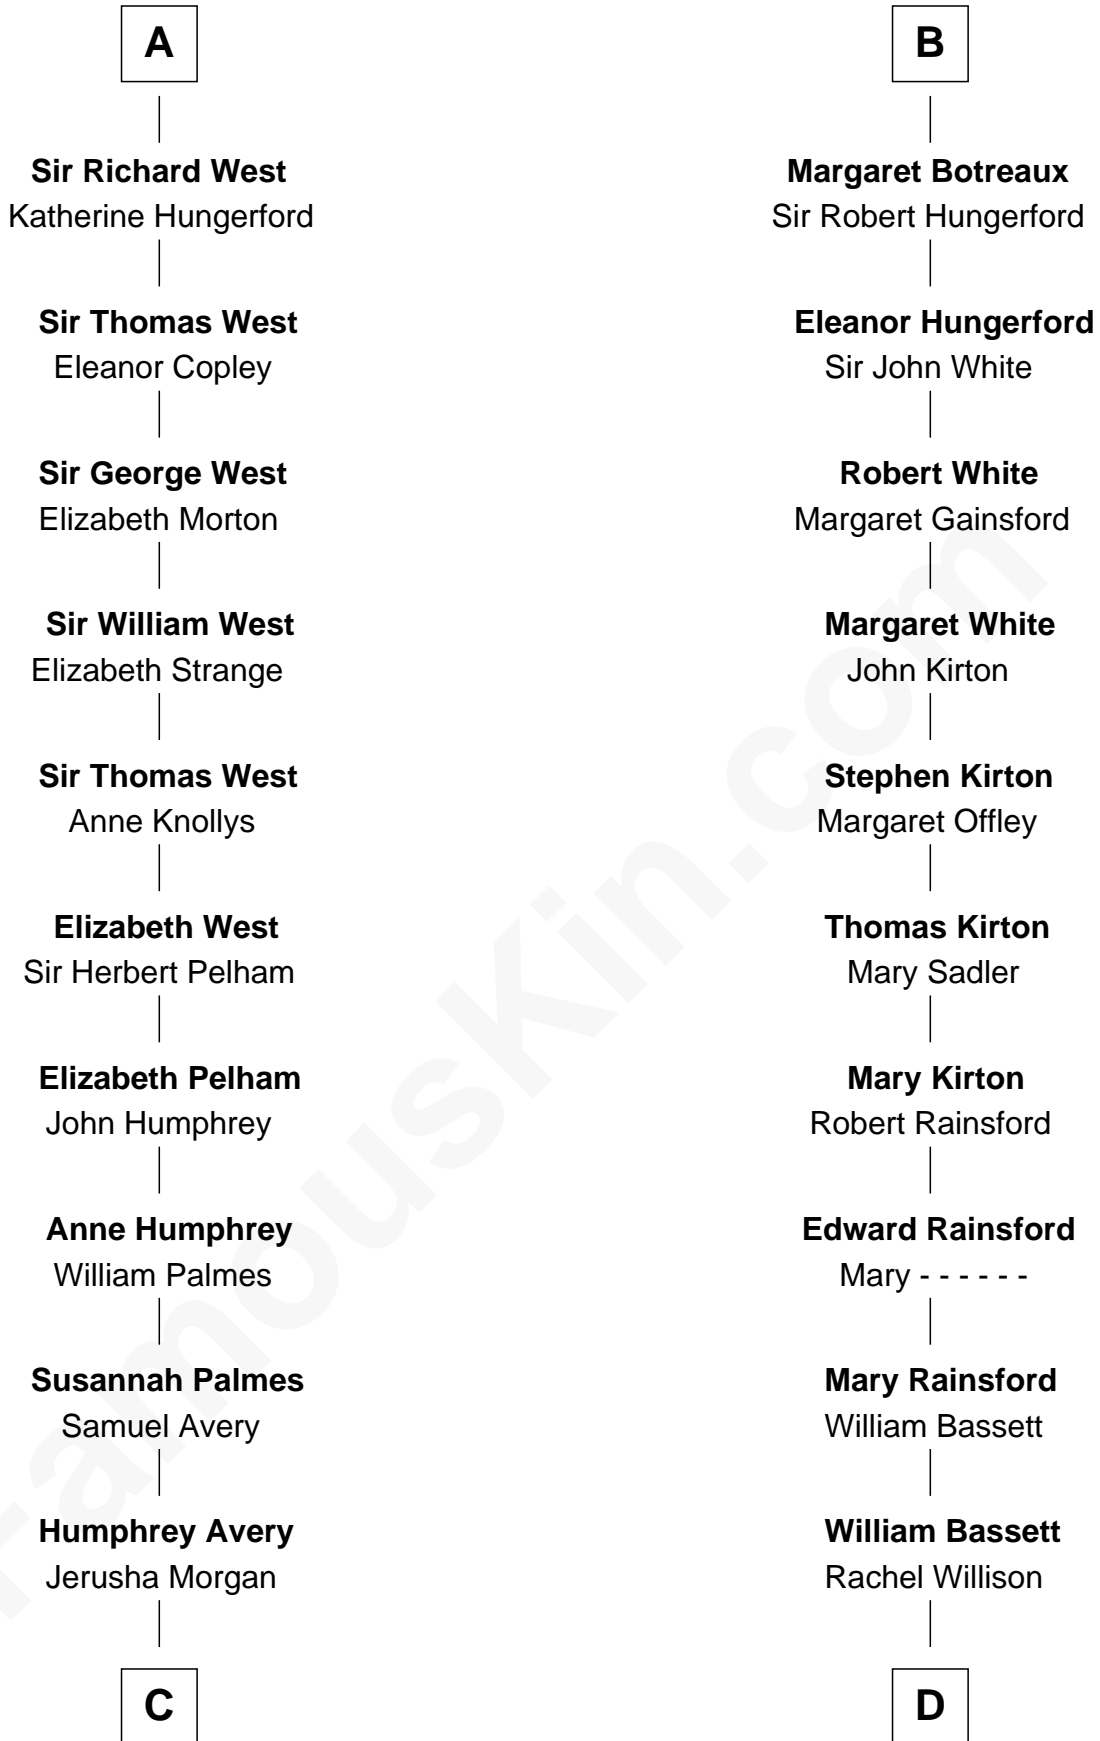 A
Sir Richard West
Katherine Hungerford
Sir Thomas West
Eleanor Copley
Sir George West
Elizabeth Morton
Sir William West
Elizabeth Strange
Sir Thomas West
Anne Knollys
Elizabeth West
Sir Herbert Pelham
Elizabeth Pelham
John Humphrey
Anne Humphrey
William Palmes
Susannah Palmes
Samuel Avery
Humphrey Avery
Jerusha Morgan
C
B
Margaret Botreaux
Sir Robert Hungerford
Eleanor Hungerford
Sir John White
Robert White
Margaret Gainsford
Margaret White
John Kirton
Stephen Kirton
Margaret Offley
Thomas Kirton
Mary Sadler
Mary Kirton
Robert Rainsford
Edward Rainsford
Mary - - - - - -
Mary Rainsford
William Bassett
William Bassett
Rachel Willison
D
FamousKin.com